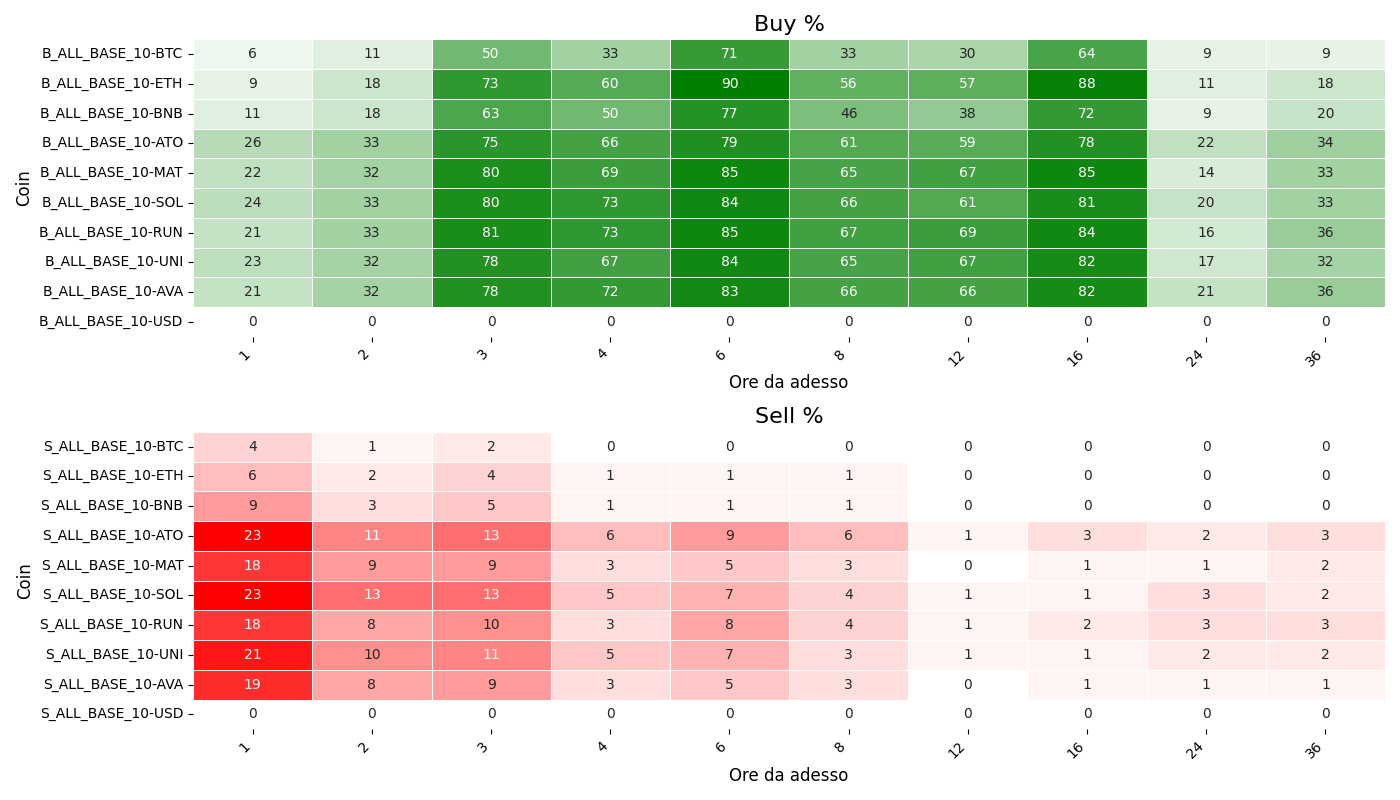 Buy %
Coin
B_ALL_BASE_10-BTC 6 11 50 33 71 33 30 64 9 9
B_ALL_BASE_10-ETH 9 18 73 60 90 56 57 88 11 18
B_ALL_BASE_10-BNB 11 18 63 50 77 46 38 72 9 20
B_ALL_BASE_10-ATO 26 33 75 66 79 61 59 78 22 34
B_ALL_BASE_10-MAT 22 32 80 69 85 65 67 85 14 33
B_ALL_BASE_10-SOL 24 33 80 73 84 66 61 81 20 33
B_ALL_BASE_10-RUN 21 33 81 73 85 67 69 84 16 36
B_ALL_BASE_10-UNI 23 32 78 67 84 65 67 82 17 32
B_ALL_BASE_10-AVA 21 32 78 72 83 66 66 82 21 36
B_ALL_BASE_10-USD 0 0 0 0 0 0 0 0 0 0
1 2 3 4 6 8 12 16 24 36
Ore da adesso
Sell %
Coin
S_ALL_BASE_10-BTC 4 1 2 0 0 0 0 0 0 0
S_ALL_BASE_10-ETH 6 2 4 1 1 1 0 0 0 0
S_ALL_BASE_10-BNB 9 3 5 1 1 1 0 0 0 0
S_ALL_BASE_10-ATO 23 11 13 6 9 6 1 3 2 3
S_ALL_BASE_10-MAT 18 9 9 3 5 3 0 1 1 2
S_ALL_BASE_10-SOL 23 13 13 5 7 4 1 1 3 2
S_ALL_BASE_10-RUN 18 8 10 3 8 4 1 2 3 3
S_ALL_BASE_10-UNI 21 10 11 5 7 3 1 1 2 2
S_ALL_BASE_10-AVA 19 8 9 3 5 3 0 1 1 1
S_ALL_BASE_10-USD 0 0 0 0 0 0 0 0 0 0
1 2 3 4 6 8 12 16 24 36
Ore da adesso